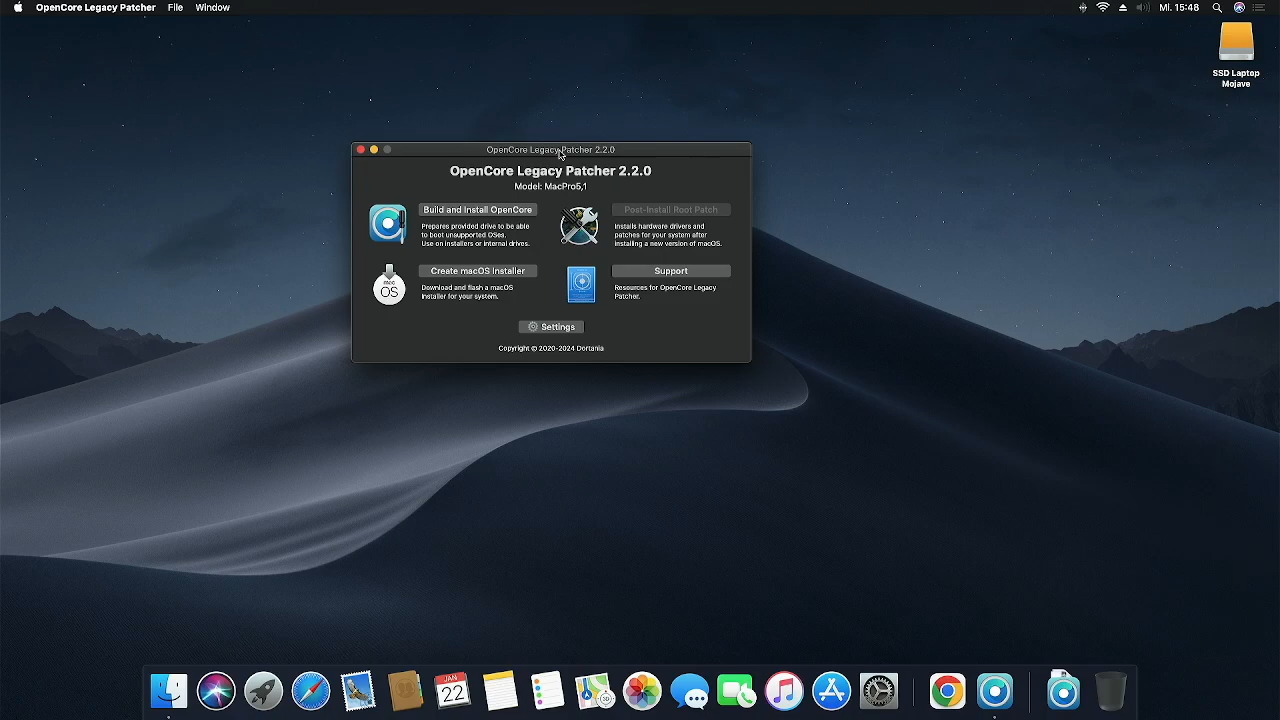 OpenCore Legacy Patcher File Window Mi. 15:48
SSD Laptop
Mojave
OpenCore Legacy Patcher 2.2.0
OpenCore Legacy Patcher 2.2.0
Model: MacPro5,1
Build and Install OpenCore
Prepares provided drive to be able
to boot unsupported OSes.
Use on installers or internal drives.
Post-Install Root Patch
Installs hardware drivers and
patches for your system after
installing a new version of macOS.
mac
OS
Create macOS Installer
Download and flash a macOS
Installer for your system.
Support
Resources for OpenCore Legacy
Patcher.
Settings
Copyright © 2020-2024 Dortania
JAN
22
3D